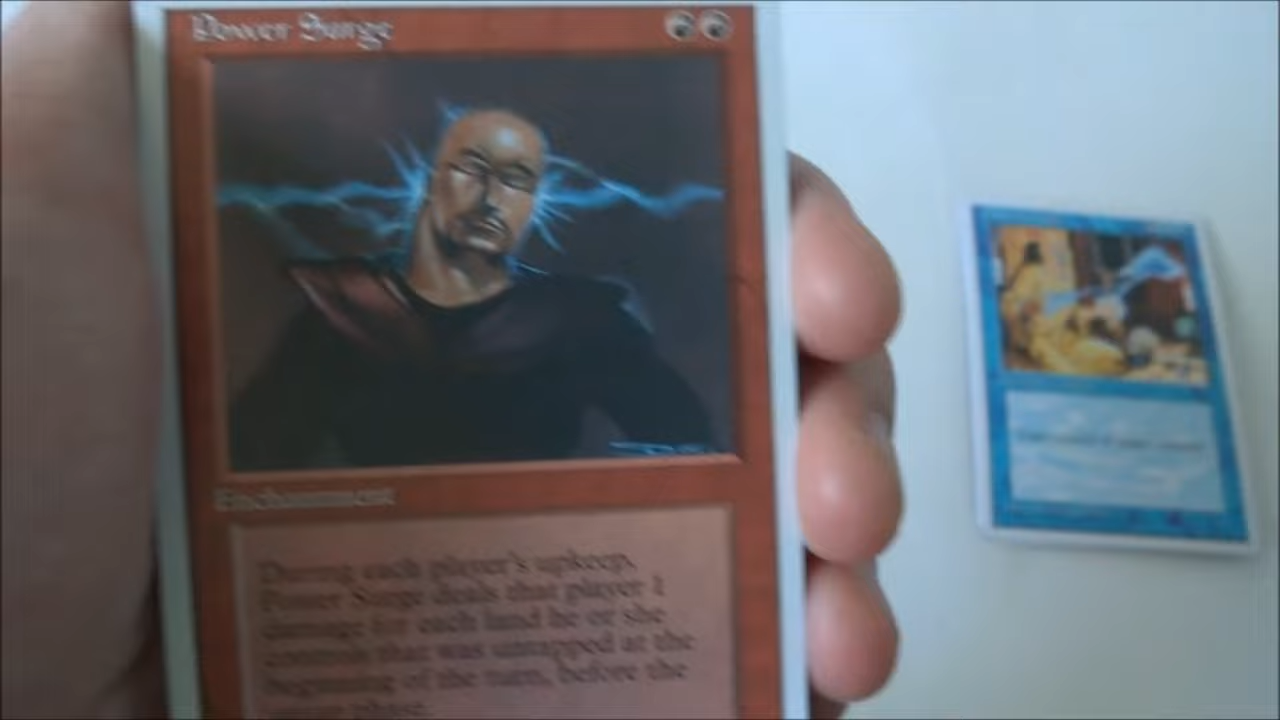 Power Surge
Enchantment
During each player's upkeep,
Power Surge deals that player 1
damage for each land he or she
controls that was untapped at the
beginning of the turn, before the
phase.